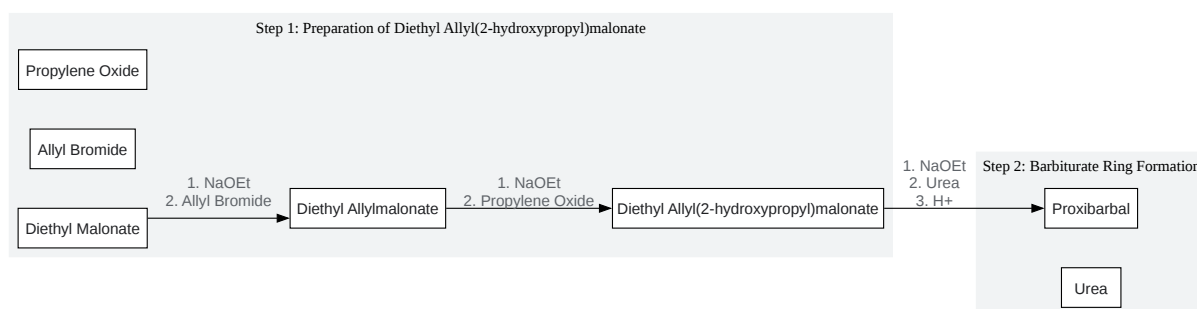 Step 1: Preparation of Diethyl Allyl(2-hydroxypropyl)malonate
Propylene Oxide
Allyl Bromide
Diethyl Malonate
1. NaOEt
2. Allyl Bromide
Diethyl Allylmalonate
1. NaOEt
2. Propylene Oxide
Diethyl Allyl(2-hydroxypropyl)malonate
1. NaOEt
2. Urea
3. H+
Step 2: Barbiturate Ring Formation
Proxibarbal
Urea